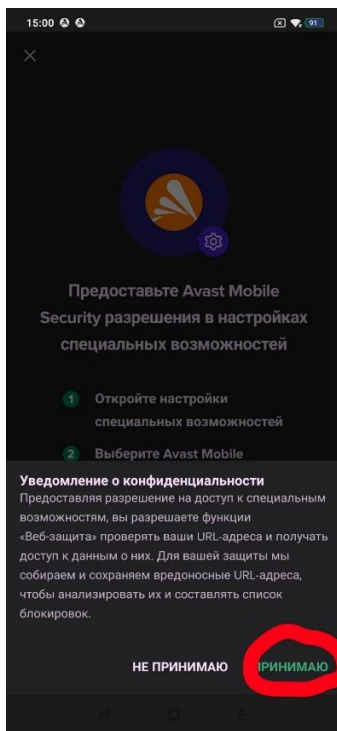 15:00 91
Предоставьте Avast Mobile
Security разрешения в настройках
специальных возможностей
1 Откройте настройки
специальных возможностей
2 Выберите Avast Mobile
Уведомление о конфиденциальности
Предоставляя разрешение на доступ к специальным
возможностям, вы разрешаете функции
«Веб-защита» проверять ваши URL-адреса и получать
доступ к данным о них. Для вашей защиты мы
собираем и сохраняем вредоносные URL-адреса,
чтобы анализировать их и составлять список
блокировок.
НЕ ПРИНИМАЮ ПРИНИМАЮ